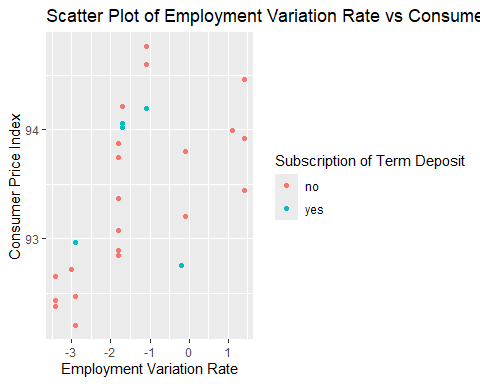 Scatter Plot of Employment Variation Rate vs Consume
94
93
Consumer Price Index
-3 -2 -1 0 1
Employment Variation Rate
Subscription of Term Deposit
no
yes